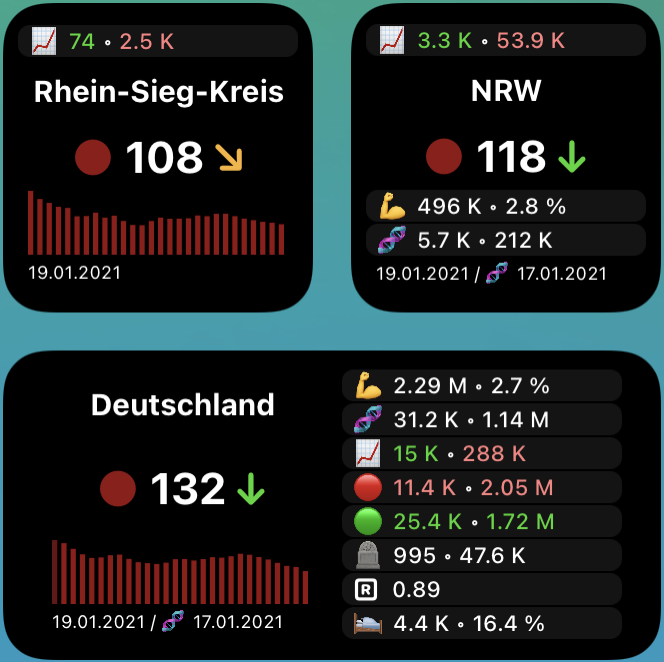 📈 74 • 2.5 K
Rhein-Sieg-Kreis
108
19.01.2021
📈 3.3 K • 53.9 K
NRW
118
💪 496 K • 2.8 %
🧬 5.7 K • 212 K
19.01.2021 / 🧬 17.01.2021
Deutschland
132
19.01.2021 / 🧬 17.01.2021
💪 2.29 M • 2.7 %
🧬 31.2 K • 1.14 M
📈 15 K • 288 K
🔴 11.4 K • 2.05 M
🟢 25.4 K • 1.72 M
🪦 995 • 47.6 K
R 0.89
🛌 4.4 K • 16.4 %